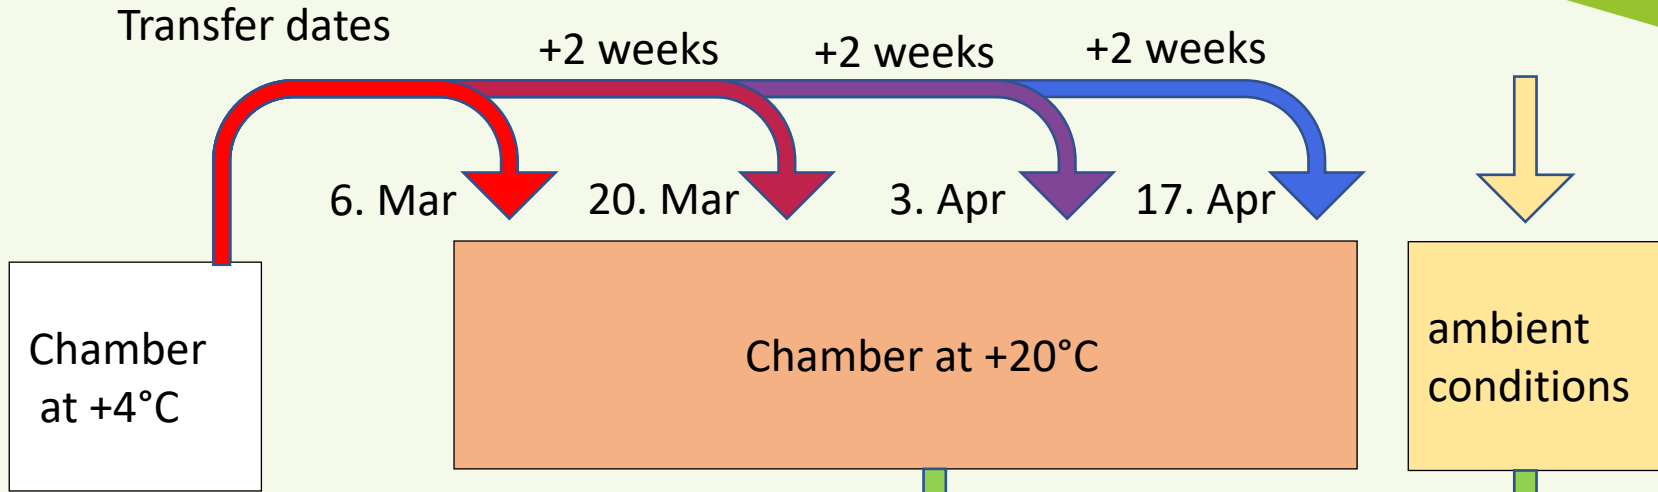 Transfer dates
+2 weeks
+2 weeks
+2 weeks
6. Mar
20. Mar
3. Apr
17. Apr
Chamber
at +4°C
Chamber at +20°C
ambient
conditions